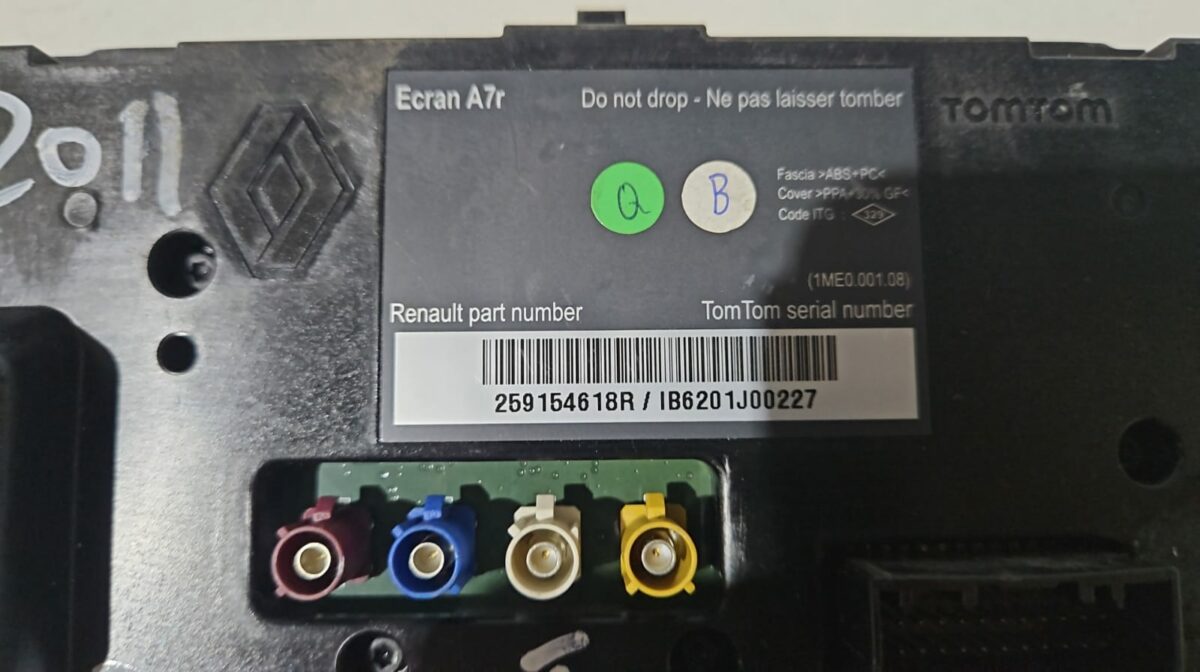 2011
Ecran A7r
Do not drop - Ne pas laisser tomber
TOMTOM
Q
B
Fascia >ABS+PC<
Cover >PPA+30% GF<
Code ITG : 329
(1ME0.001.08)
Renault part number
TomTom serial number
259154618R / IB6201J00227